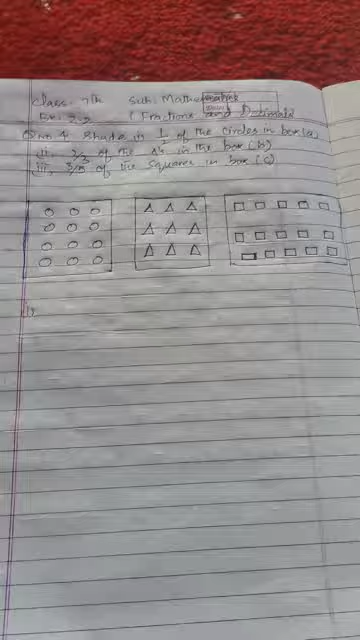 Class 7th Sub: Mathematics
Ex: 2.2 (Fractions and Decimals)
Q no 4 Shade i) 1/2 of the circles in box (a)
ii) 2/3 of the Δ's in the box (b)
iii) 3/5 of the squares in box (c)